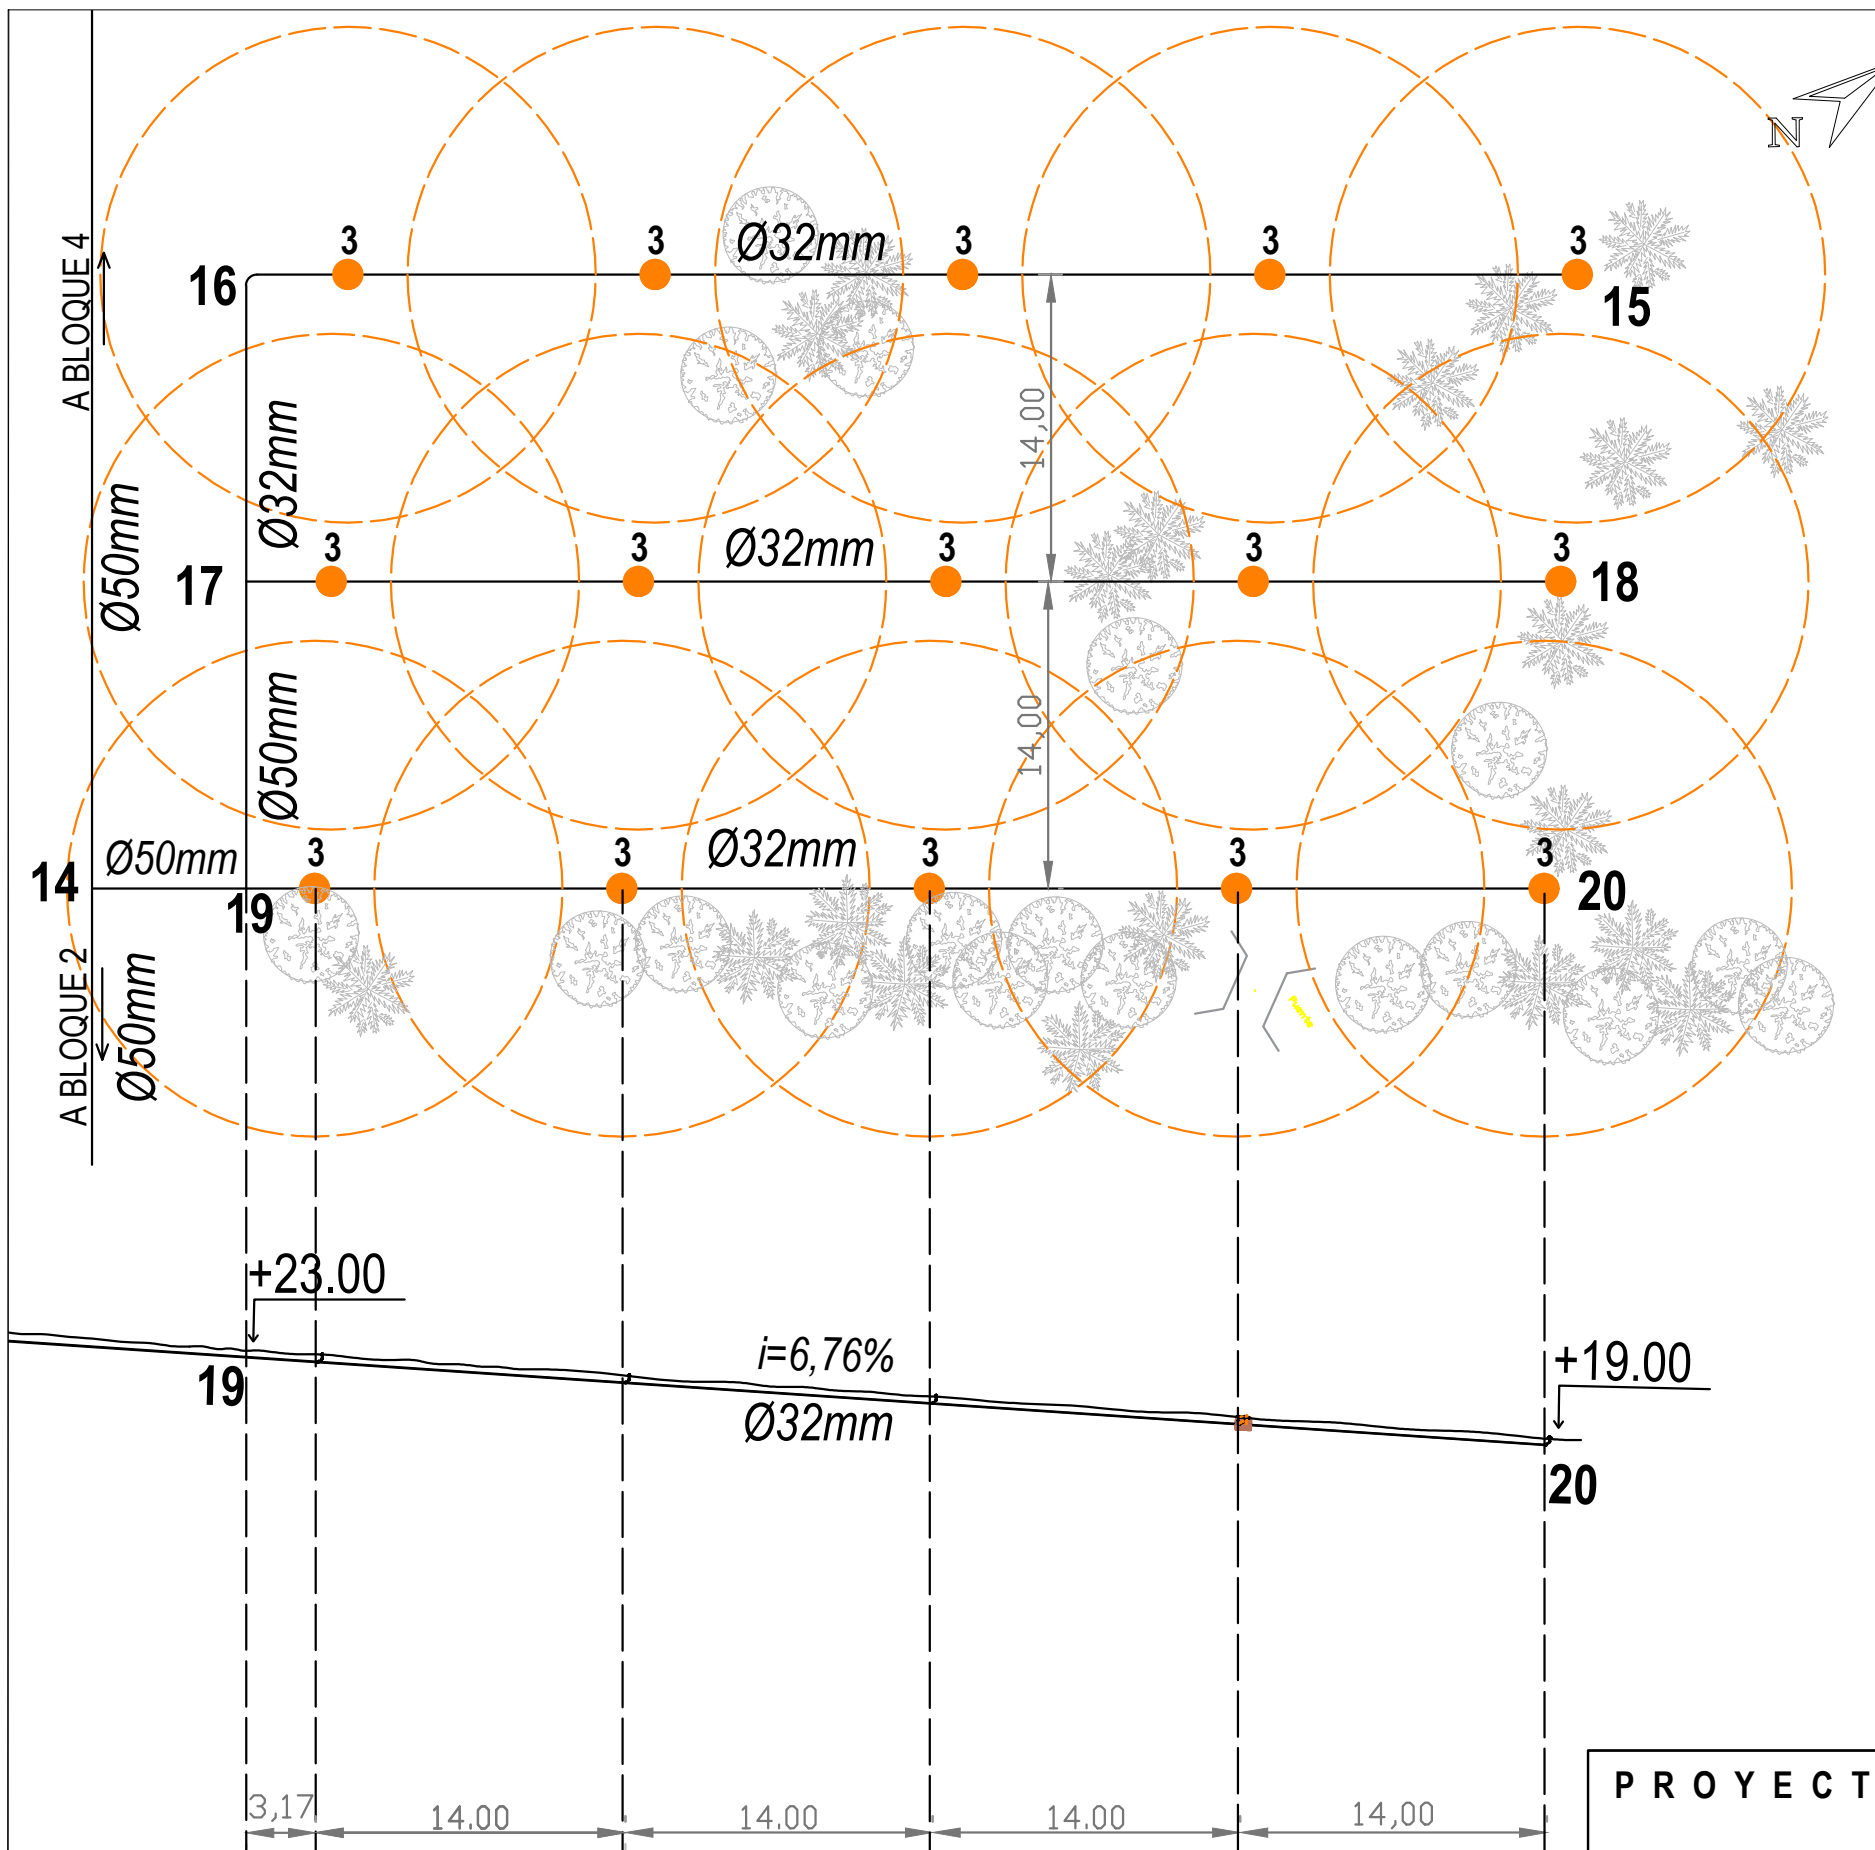 N
3 3 Ø32mm 3 3 3
16
15
A BLOQUE 4
14,00
Ø32mm
Ø50mm
3 3 Ø32mm 3 3 3
17
18
Ø50mm
14,00
Ø50mm 3 3 Ø32mm 3 3 3
14
19
20
A BLOQUE 2
Ø50mm
Puente
+23.00
i=6,76%
+19.00
19
Ø32mm
20
PROYECT
3,17 14.00 14.00 14.00 14,00